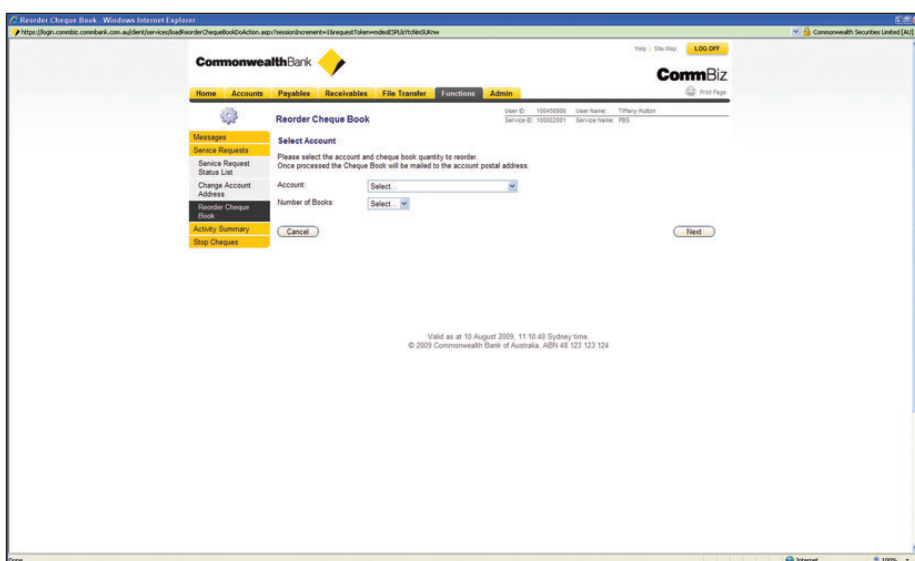 Reorder Cheque Book - Windows Internet Explorer
Commonwealth Securities Limited [AU]
Help | Site Map LOG OFF
CommonwealthBank
CommBiz
Home Accounts Payables Receivables File Transfer Functions Admin
Print Page
User ID: 100456906 User Name: Tiffany Hutton
Reorder Cheque Book
Service ID: 100002001 Service Name: PBS
Messages
Select Account
Service Requests
Please select the account and cheque book quantity to reorder.
Once processed the Cheque Book will be mailed to the account postal address.
Service Request
Status List
Change Account
Address
Account: Select...
Reorder Cheque
Book
Number of Books: Select...
Activity Summary
Cancel Next
Stop Cheques
Valid as at 10 August 2009, 11:10:40 Sydney time.
© 2009 Commonwealth Bank of Australia, ABN 48 123 123 124
Done Internet 100%